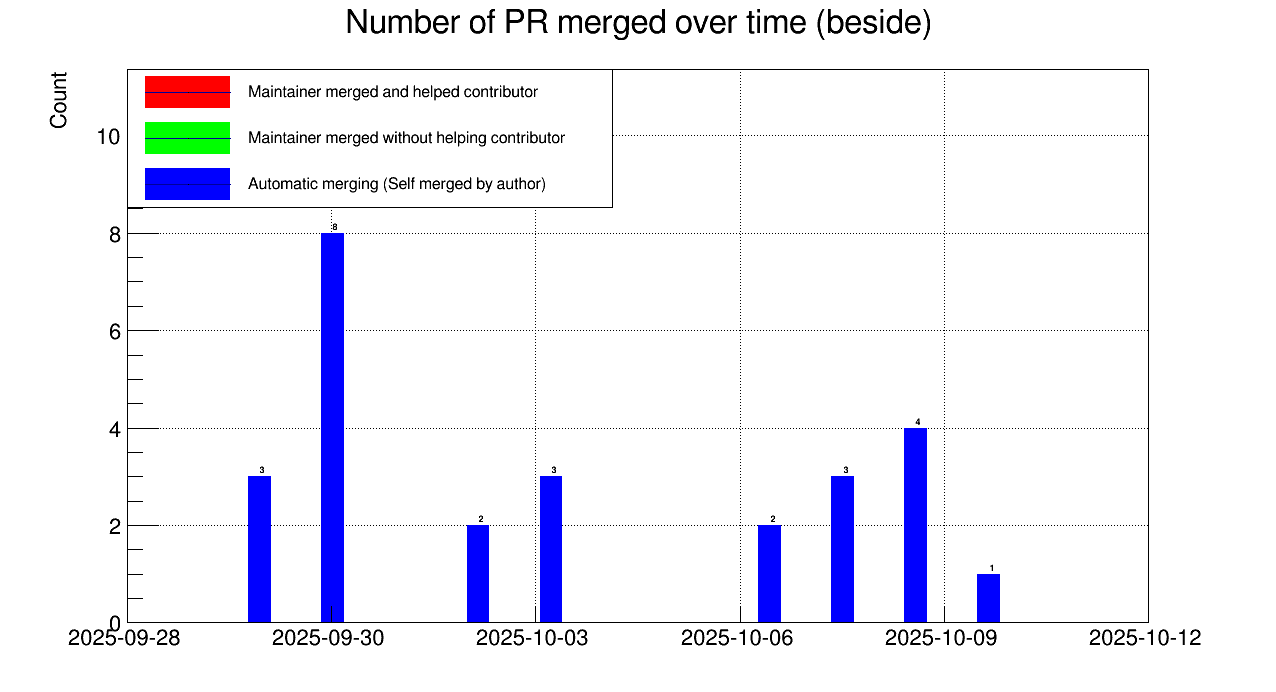 Number of PR merged over time (beside)
Count
Maintainer merged and helped contributor
Maintainer merged without helping contributor
Automatic merging (Self merged by author)
10
8
6
4
2
0
8
3
2
3
2
3
4
1
2025-09-28 2025-09-30 2025-10-03 2025-10-06 2025-10-09 2025-10-12